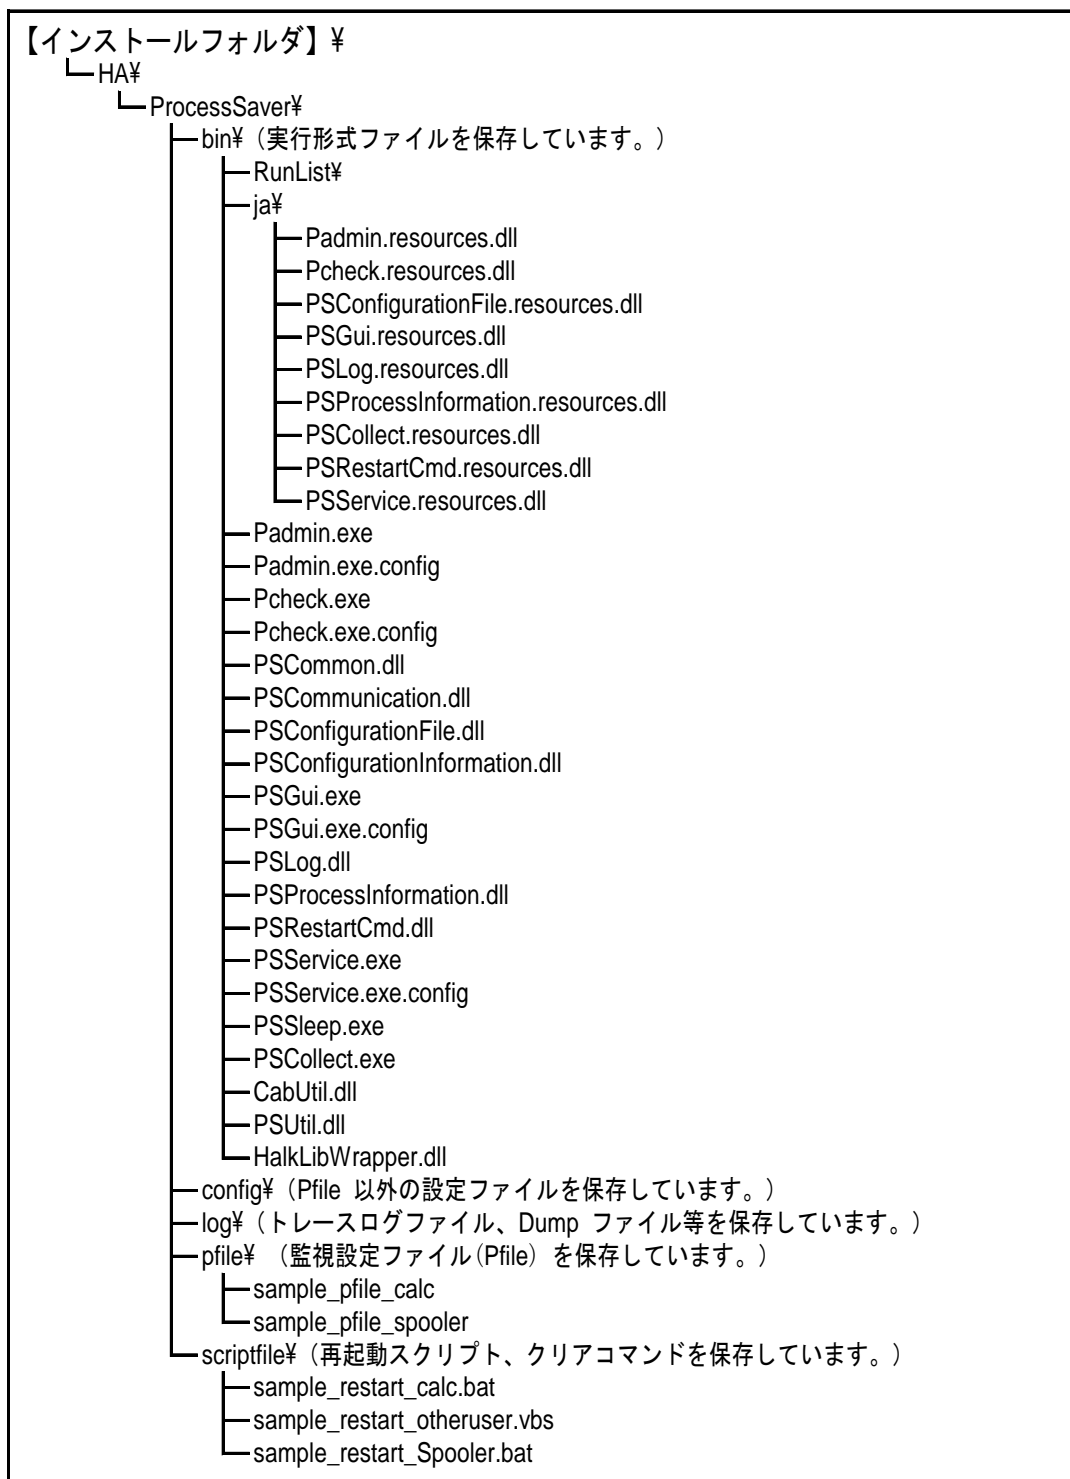 【インストールフォルダ】¥
HA¥
ProcessSaver¥
bin¥（実行形式ファイルを保存しています。）
RunList¥
ja¥
Padmin.resources.dll
Pcheck.resources.dll
PSConfigurationFile.resources.dll
PSGui.resources.dll
PSLog.resources.dll
PSProcessInformation.resources.dll
PSCollect.resources.dll
PSRestartCmd.resources.dll
PSService.resources.dll
Padmin.exe
Padmin.exe.config
Pcheck.exe
Pcheck.exe.config
PSCommon.dll
PSCommunication.dll
PSConfigurationFile.dll
PSConfigurationInformation.dll
PSGui.exe
PSGui.exe.config
PSLog.dll
PSProcessInformation.dll
PSRestartCmd.dll
PSService.exe
PSService.exe.config
PSSleep.exe
PSCollect.exe
CabUtil.dll
PSUtil.dll
HalkLibWrapper.dll
config¥（Pfile 以外の設定ファイルを保存しています。）
log¥（トレースログファイル、Dump ファイル等を保存しています。）
pfile¥ （監視設定ファイル(Pfile) を保存しています。）
sample_pfile_calc
sample_pfile_spooler
scriptfile¥（再起動スクリプト、クリアコマンドを保存しています。）
sample_restart_calc.bat
sample_restart_otheruser.vbs
sample_restart_Spooler.bat